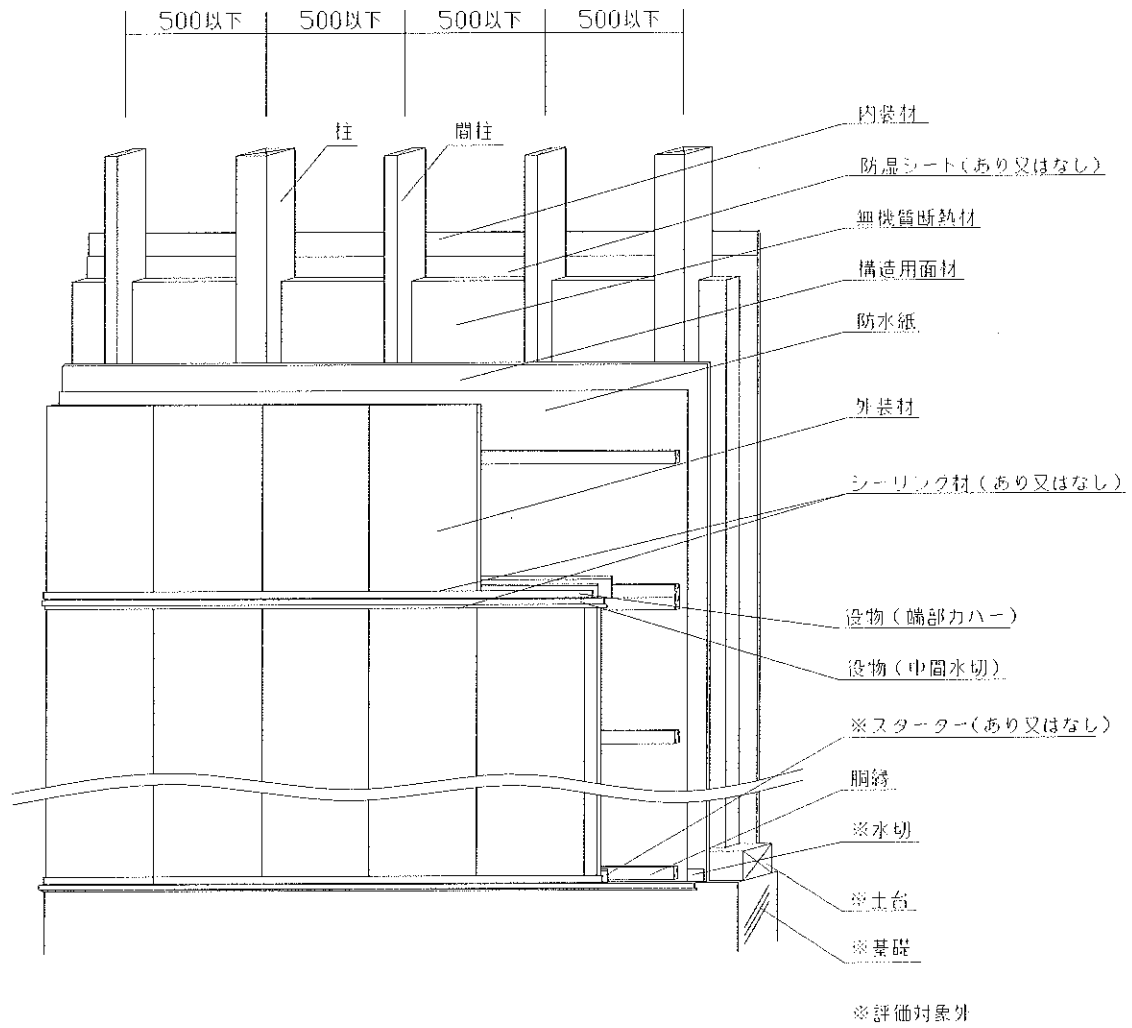 500以下 500以下 500以下 500以下
柱 間柱
内装材
防湿シート(あり又はなし)
無機質断熱材
構造用面材
防水紙
外装材
シーリング材(あり又はなし)
役物(端部カバー)
役物(中間水切)
※スターター(あり又はなし)
胴縁
※水切
※土台
※基礎
※評価対象外